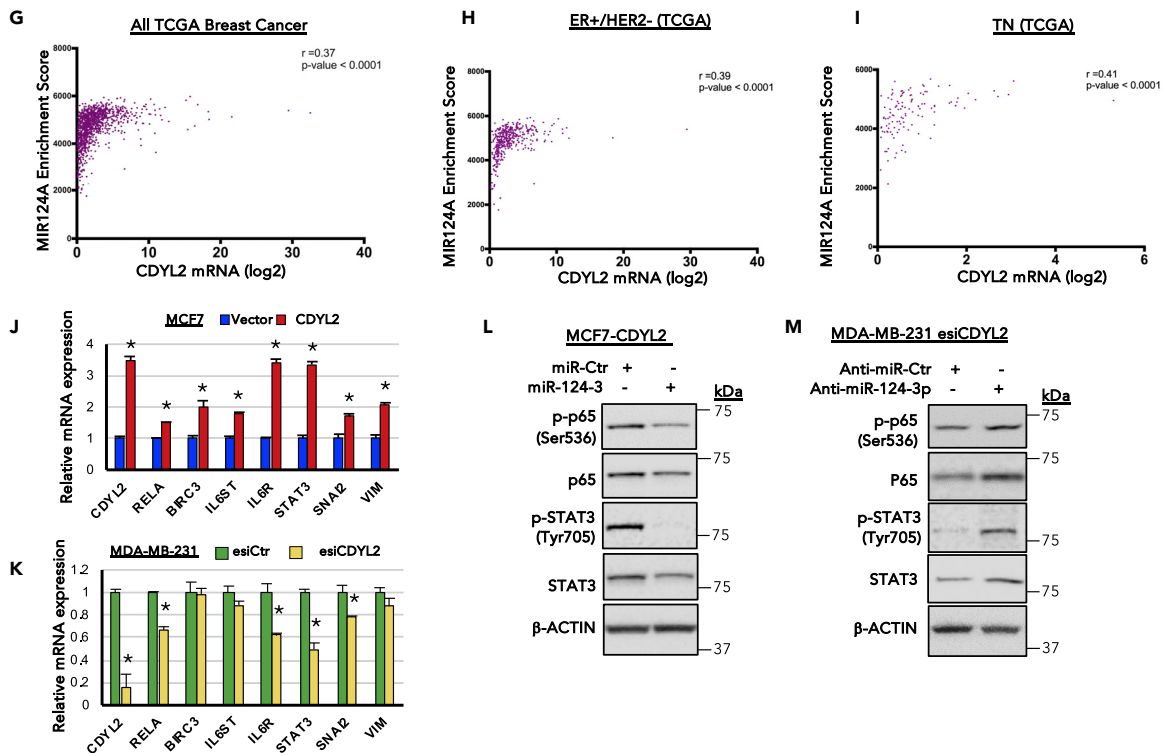 G
All TCGA Breast Cancer
8000
6000
4000
2000
0
MIR124A Enrichment Score
r =0.37
p-value < 0.0001
0 10 20 30 40
CDYL2 mRNA (log2)
H
ER+/HER2- (TCGA)
8000
6000
4000
2000
0
MIR124A Enrichment Score
r =0.39
p-value < 0.0001
0 10 20 30 40
CDYL2 mRNA (log2)
I
TN (TCGA)
6000
4000
2000
0
MIR124A Enrichment Score
r =0.41
p-value < 0.0001
0 2 4 6
CDYL2 mRNA (log2)
J
MCF7 Vector CDYL2
Relative mRNA expression
4
3
2
1
0
* * * * * * * *
CDYL2 RELA BIRC3 IL6ST IL6R STAT3 SNAI2 VIM
K
MDA-MB-231 esiCtr esiCDYL2
Relative mRNA expression
1.2
1
0.8
0.6
0.4
0.2
0
* * * * *
CDYL2 RELA BIRC3 IL6ST IL6R STAT3 SNAI2 VIM
L
MCF7-CDYL2
miR-Ctr + -
miR-124-3 - +
kDa
p-p65
(Ser536)
75
p65
75
p-STAT3
(Tyr705)
75
STAT3
75
β-ACTIN
37
M
MDA-MB-231 esiCDYL2
Anti-miR-Ctr + -
Anti-miR-124-3p - +
kDa
p-p65
(Ser536)
75
P65
75
p-STAT3
(Tyr705)
75
STAT3
75
β-ACTIN
37